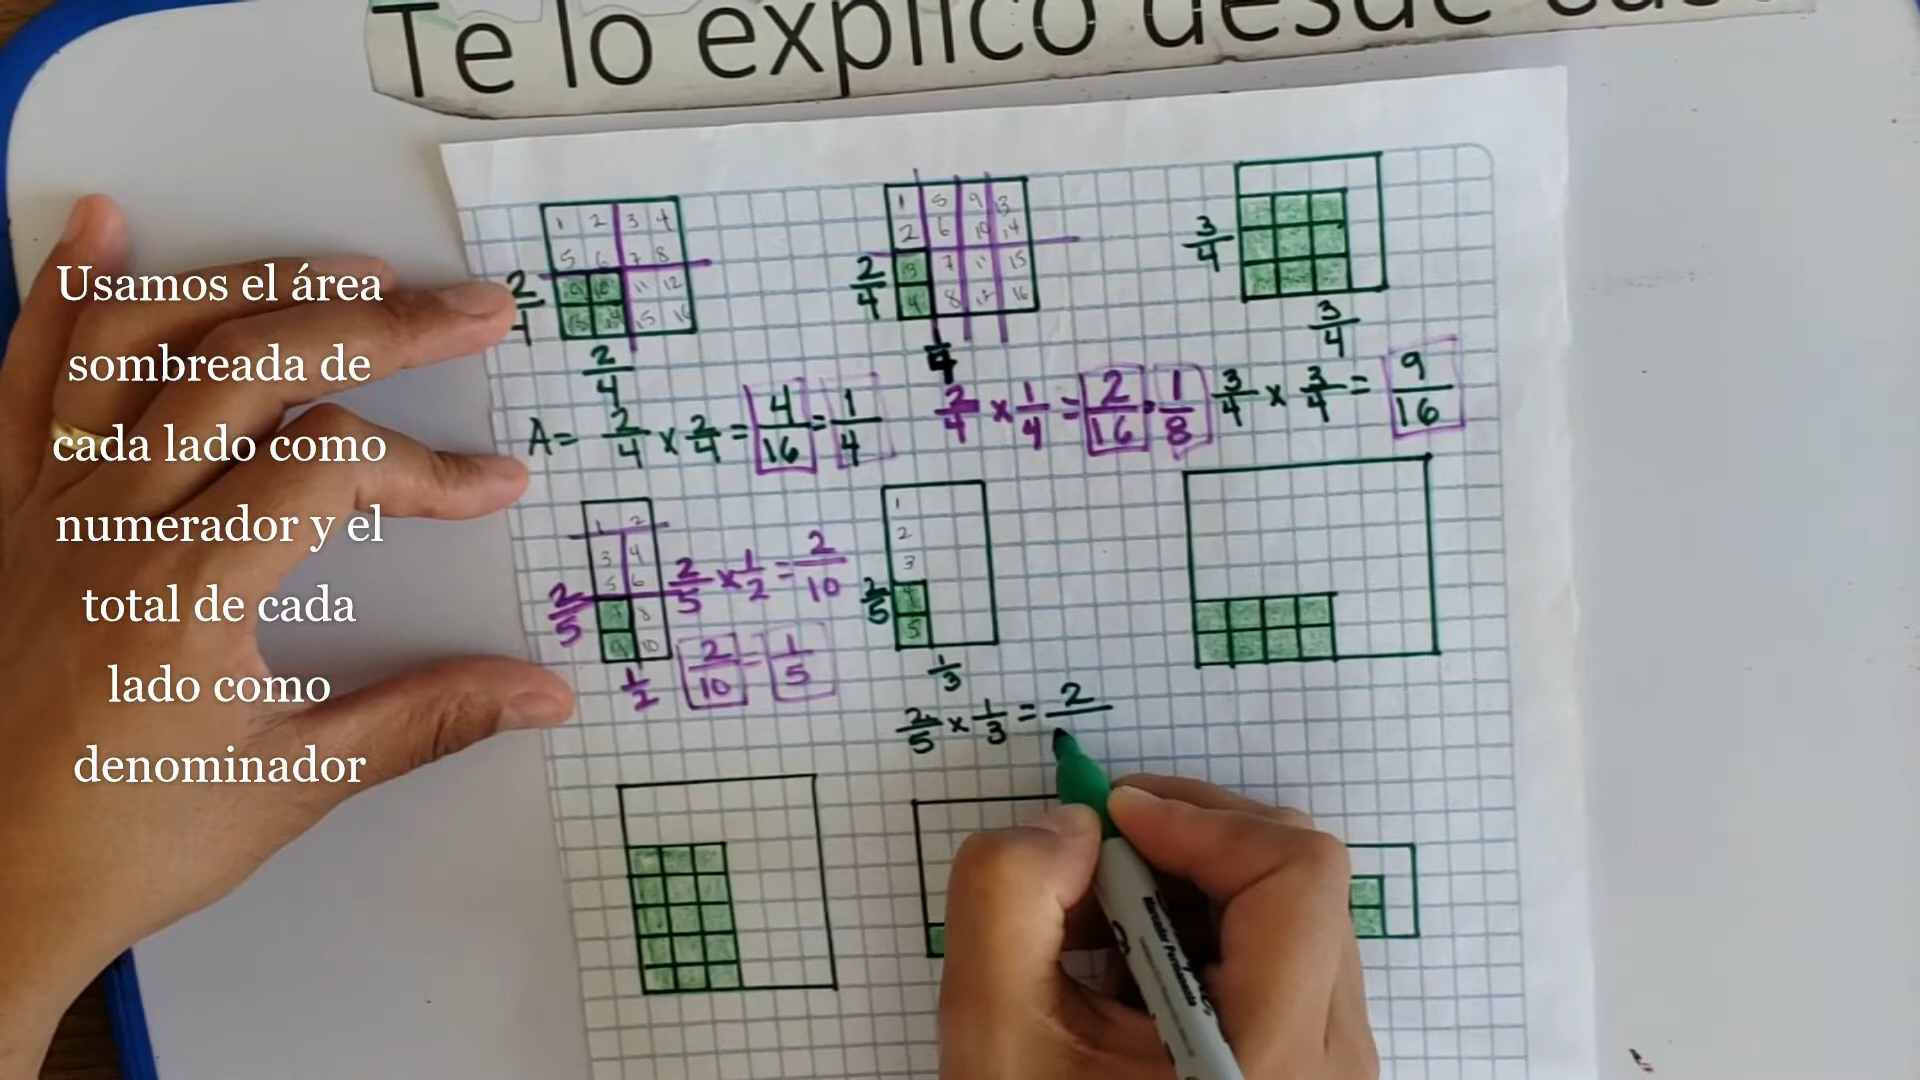 Te lo explico desde
Usamos el área
sombreada de
cada lado como
numerador y el
total de cada
lado como
denominador
1 2 3 4
5 6 7 8
9 10 11 12
13 14 15 16
2/4
2/4
A = 2/4 x 2/4 = 4/16 = 1/4
1 5 9 13
2 6 10 14
3 7 11 15
4 8 12 16
2/4
1/4
2/4 x 1/4 = 2/16 = 1/8
3/4
3/4
3/4 x 3/4 = 9/16
1 2
3 4
5 6
7 8
9 10
2/5
1/2
2/5 x 1/2 = 2/10
2/10 = 1/5
1
2
3
4
5
2/5
1/3
2/5 x 1/3 = 2